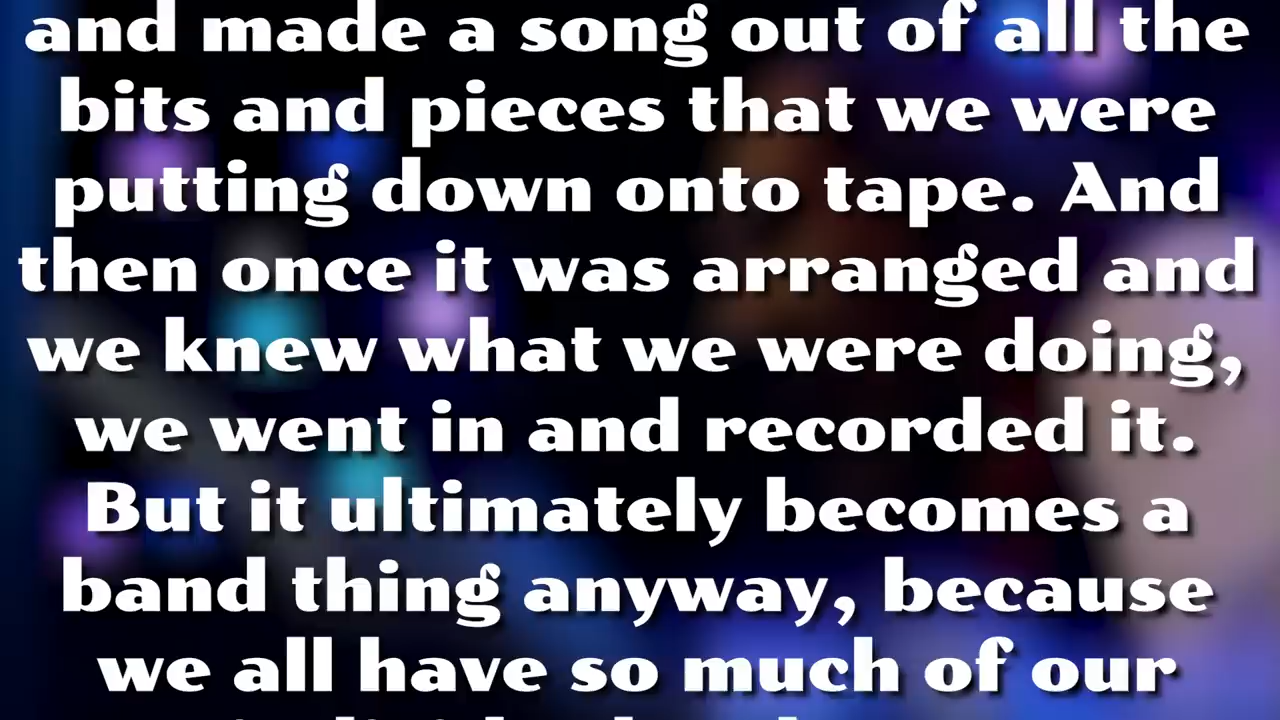 and made a song out of all the
bits and pieces that we were
putting down onto tape. And
then once it was arranged and
we knew what we were doing,
we went in and recorded it.
But it ultimately becomes a
band thing anyway, because
we all have so much of our